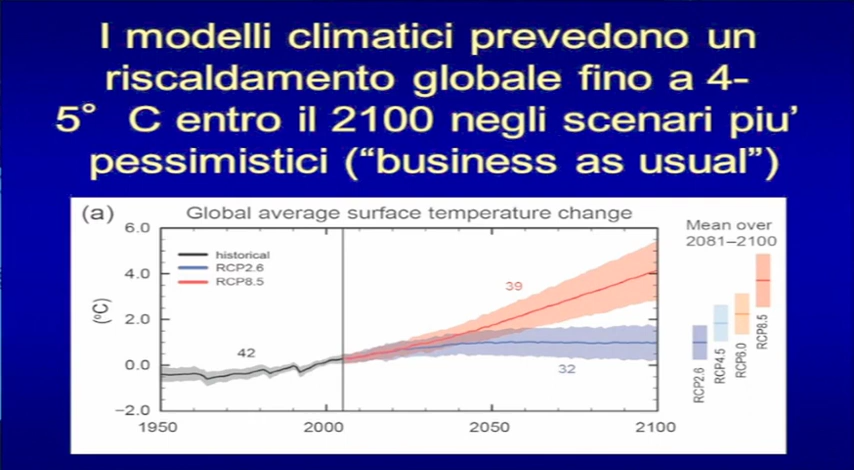 I modelli climatici prevedono un
riscaldamento globale fino a 4-
5° C entro il 2100 negli scenari piu’
pessimistici (“business as usual”)
(a) Global average surface temperature change
Mean over
2081–2100
6.0
4.0
2.0
0.0
−2.0
(°C)
historical
RCP2.6
RCP8.5
42
39
32
1950 2000 2050 2100
RCP2.6
RCP4.5
RCP6.0
RCP8.5